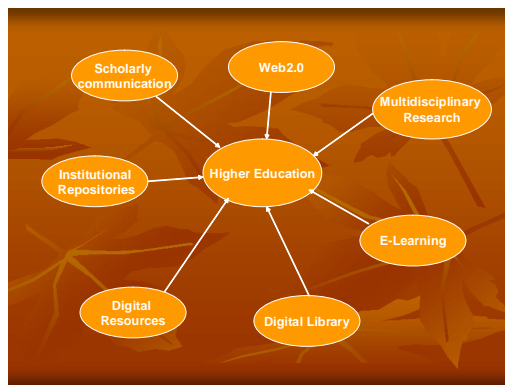 Scholarly
communication
Web2.0
Multidisciplinary
Research
Institutional
Repositories
Higher Education
E-Learning
Digital
Resources
Digital Library